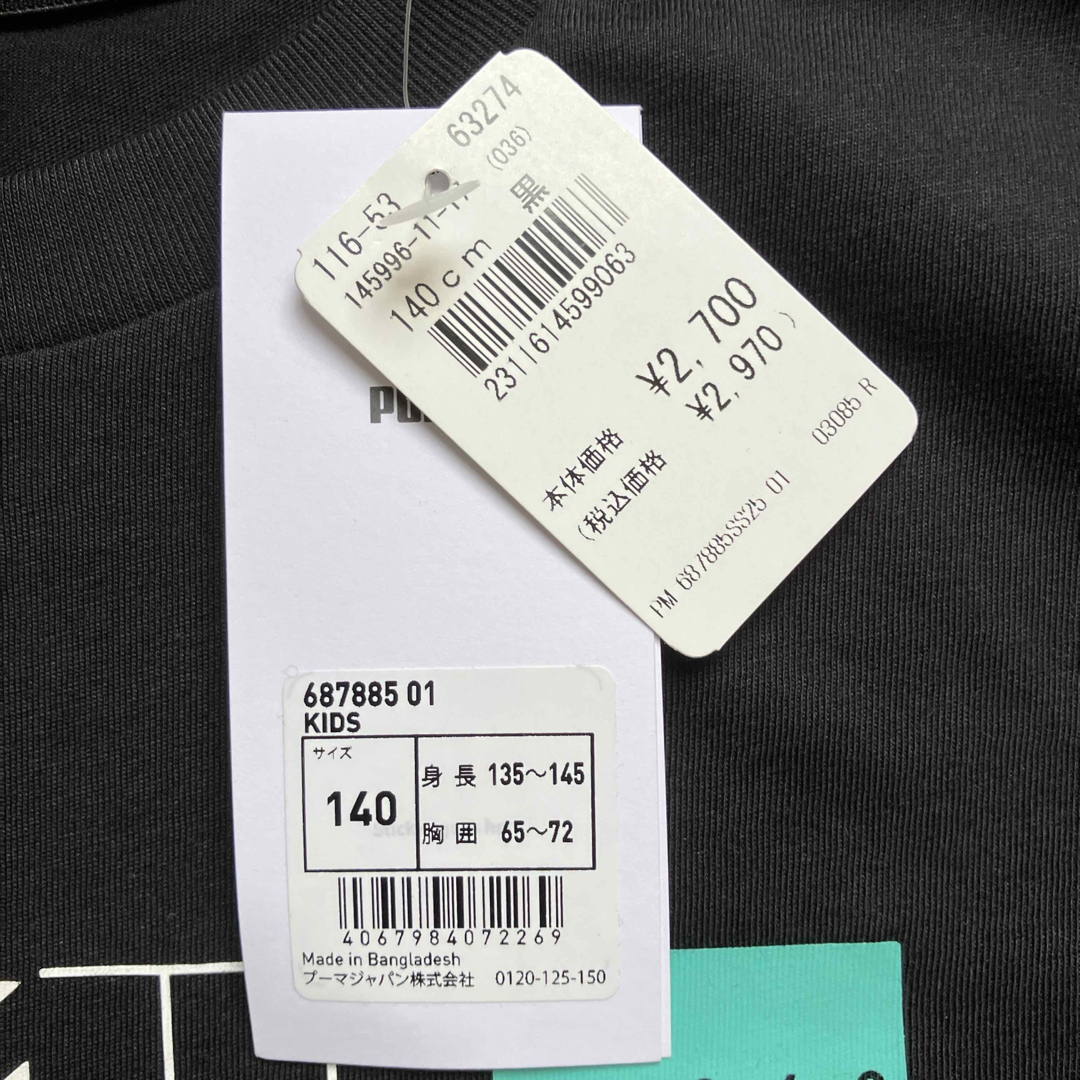 63274
116-53 (036)
145996-11-11
140cm 黒
2311614599063
¥2,700
¥2,970)
本体価格
(税込価格
03085 R
PM 687885SS25 01
687885 01
KIDS
サイズ
140
身長 135〜145
胸囲 65〜72
4067984072269
Made in Bangladesh
プーマジャパン株式会社 0120-125-150